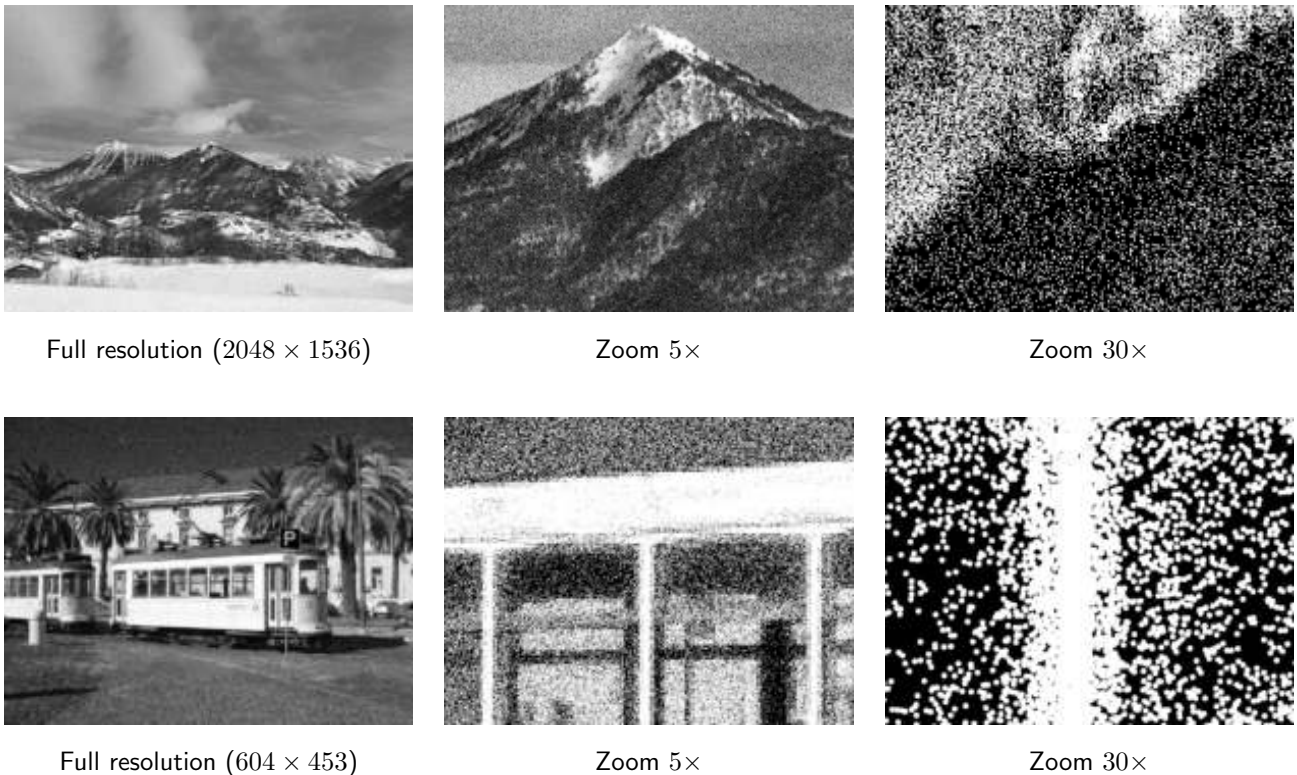 Full resolution (2048 × 1536)
Zoom 5×
Zoom 30×
P
Full resolution (604 × 453)
Zoom 5×
Zoom 30×